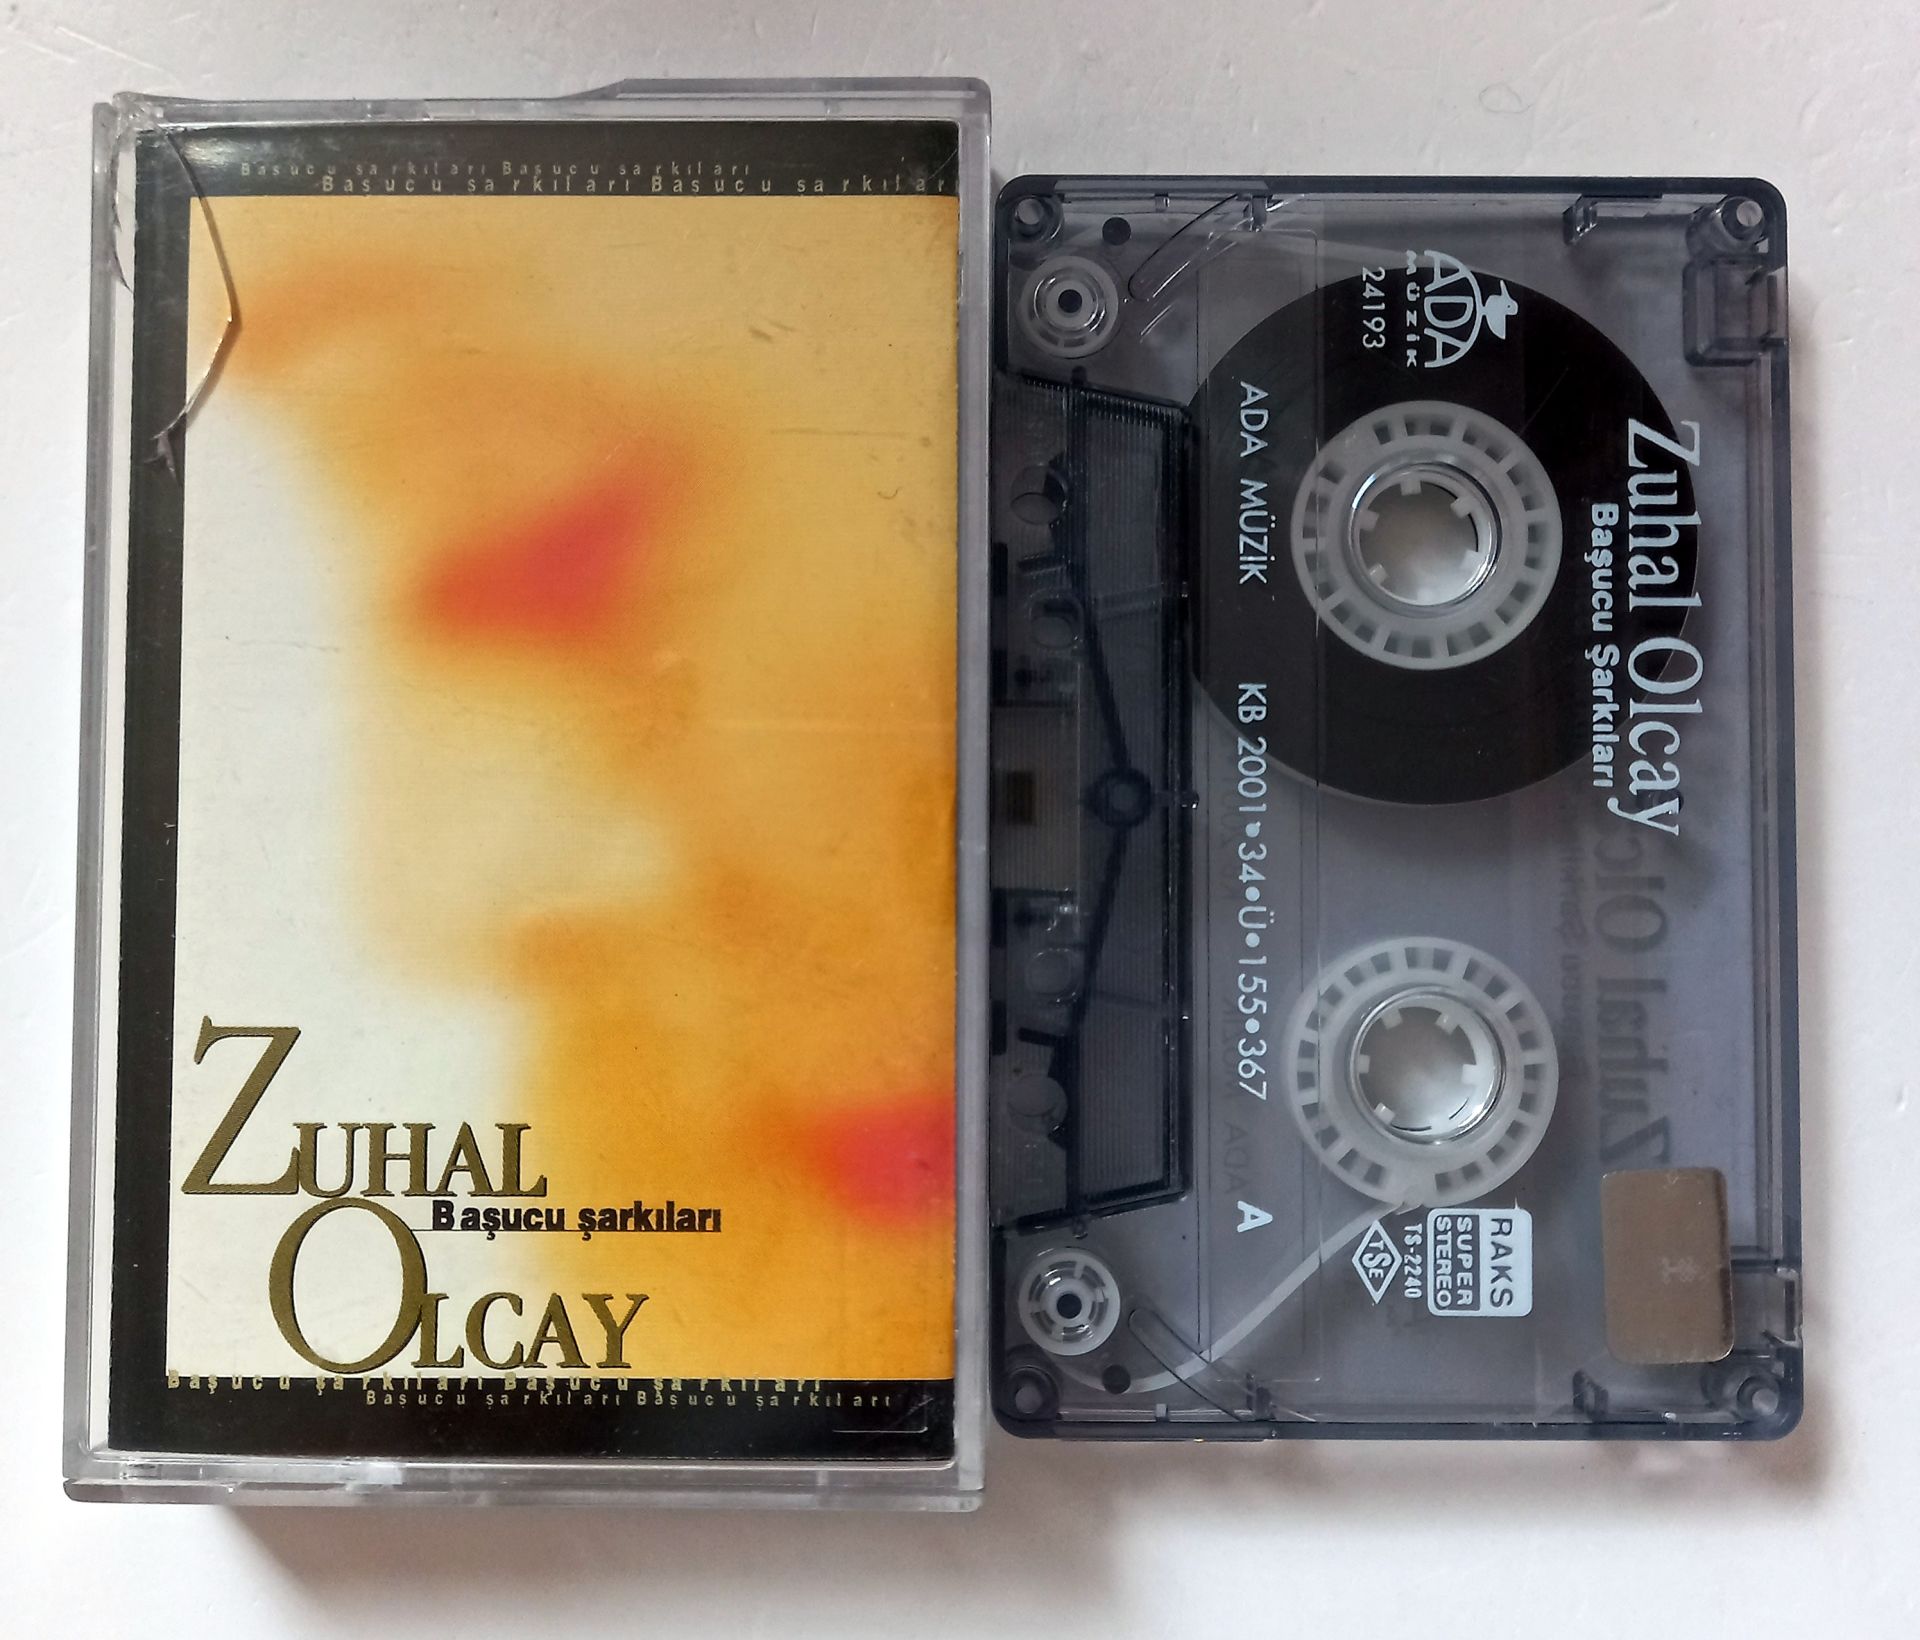 Başucu şarkıları Başucu şarkıları
Başucu şarkıları Başucu şarkıları
ZUHAL
Başucu şarkıları
OLCAY
Başucu şarkıları Başucu şarkıları
Başucu şarkıları Başucu şarkıları
Zuhal Olcay
Başucu Şarkıları
ADA
müzik
24193
ADA MÜZİK KB 2001•34•Ü•155•367 A
RAKS
SUPER
STEREO
TS-2240
TSE